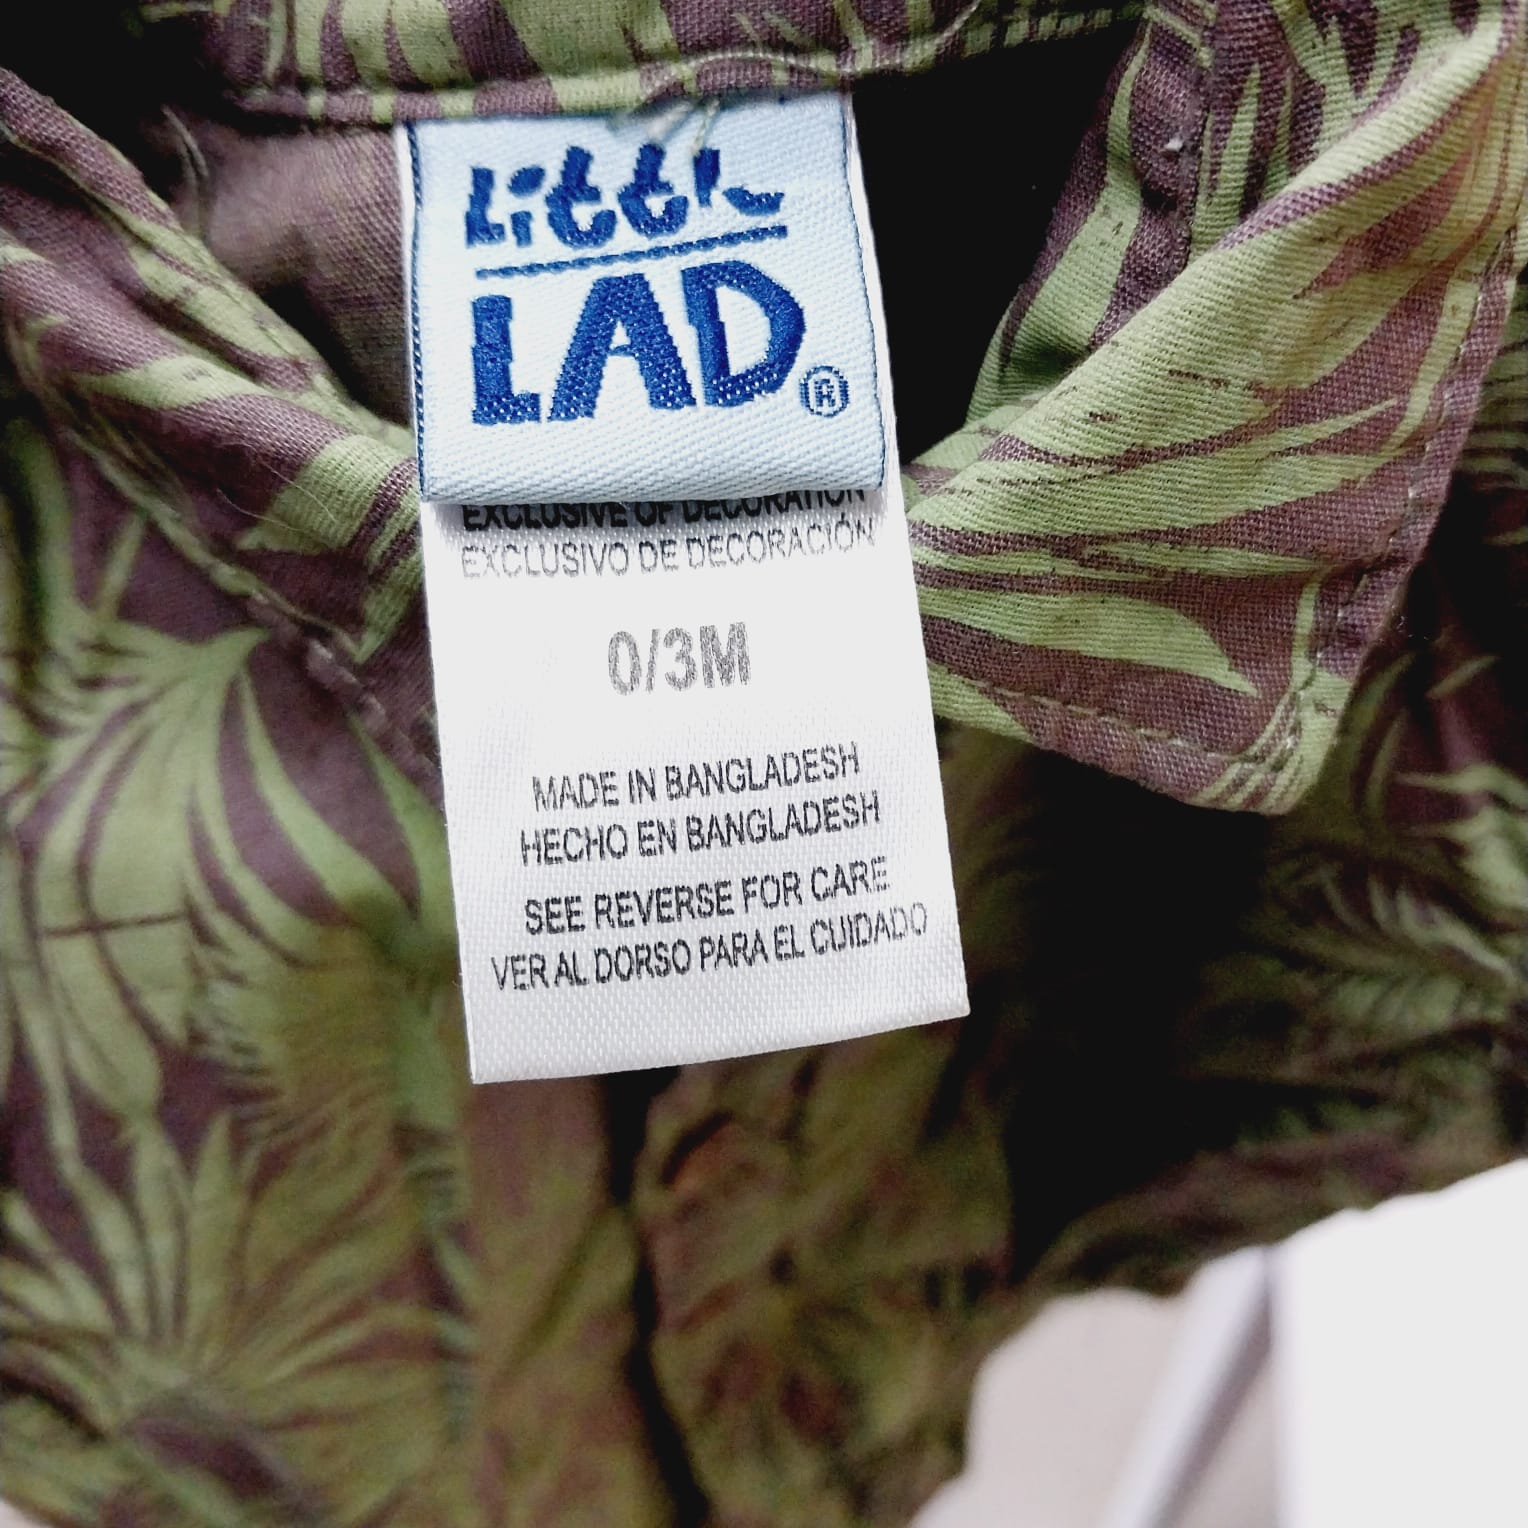 Little
LAD®
EXCLUSIVE OF DECORATION
EXCLUSIVO DE DECORACIÓN
0/3M
MADE IN BANGLADESH
HECHO EN BANGLADESH
SEE REVERSE FOR CARE
VER AL DORSO PARA EL CUIDADO